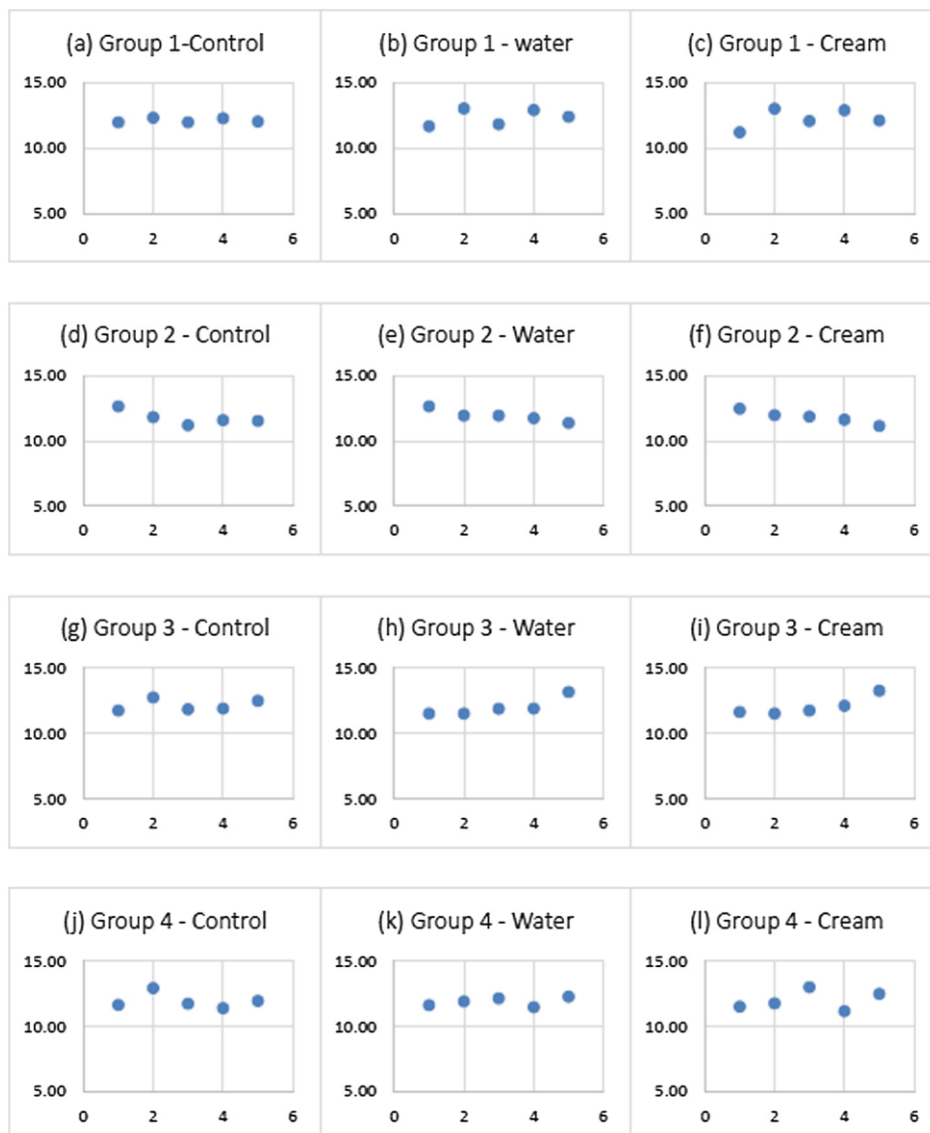 (a) Group 1-Control
15.00
10.00
5.00
0 2 4 6
(b) Group 1 - water
15.00
10.00
5.00
0 2 4 6
(c) Group 1 - Cream
15.00
10.00
5.00
0 2 4 6
(d) Group 2 - Control
15.00
10.00
5.00
0 2 4 6
(e) Group 2 - Water
15.00
10.00
5.00
0 2 4 6
(f) Group 2 - Cream
15.00
10.00
5.00
0 2 4 6
(g) Group 3 - Control
15.00
10.00
5.00
0 2 4 6
(h) Group 3 - Water
15.00
10.00
5.00
0 2 4 6
(i) Group 3 - Cream
15.00
10.00
5.00
0 2 4 6
(j) Group 4 - Control
15.00
10.00
5.00
0 2 4 6
(k) Group 4 - Water
15.00
10.00
5.00
0 2 4 6
(l) Group 4 - Cream
15.00
10.00
5.00
0 2 4 6